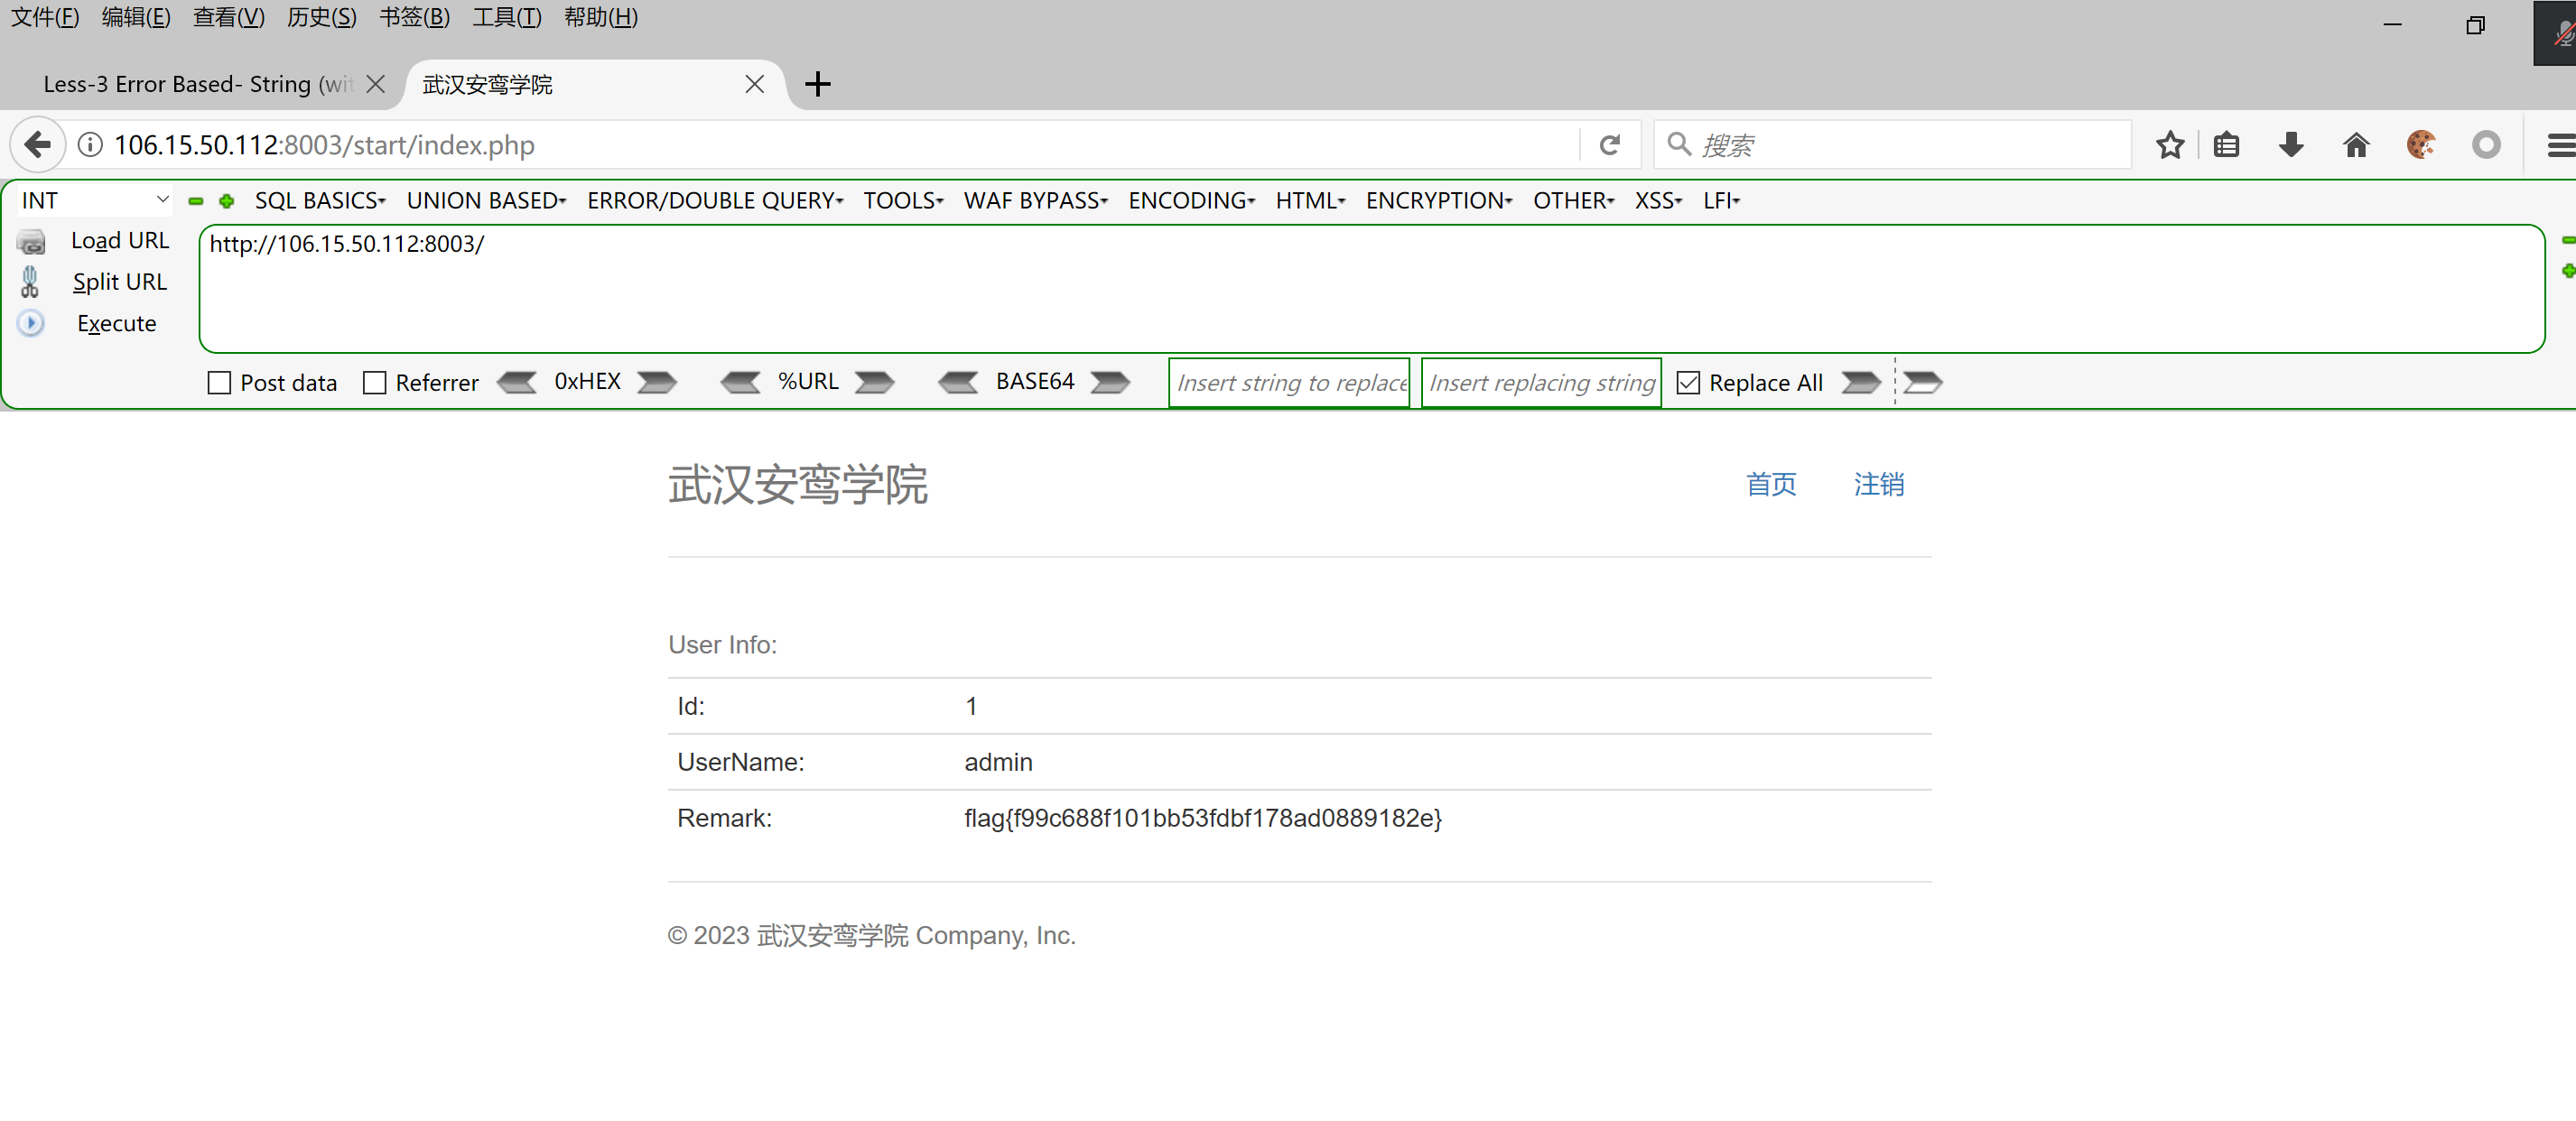 文件(F) 编辑(E) 查看(V) 历史(S) 书签(B) 工具(T) 帮助(H)
Less-3 Error Based- String (wit 武汉安鸾学院
106.15.50.112:8003/start/index.php 搜索
INT SQL BASICS UNION BASED ERROR/DOUBLE QUERY TOOLS WAF BYPASS ENCODING HTML ENCRYPTION OTHER XSS LFI
Load URL http://106.15.50.112:8003/
Split URL
Execute
Post data Referrer 0xHEX %URL BASE64 Insert string to replace Insert replacing string Replace All
武汉安鸾学院 首页 注销
User Info:
Id: 1
UserName: admin
Remark: flag{f99c688f101bb53fdbf178ad0889182e}
© 2023 武汉安鸾学院 Company, Inc.